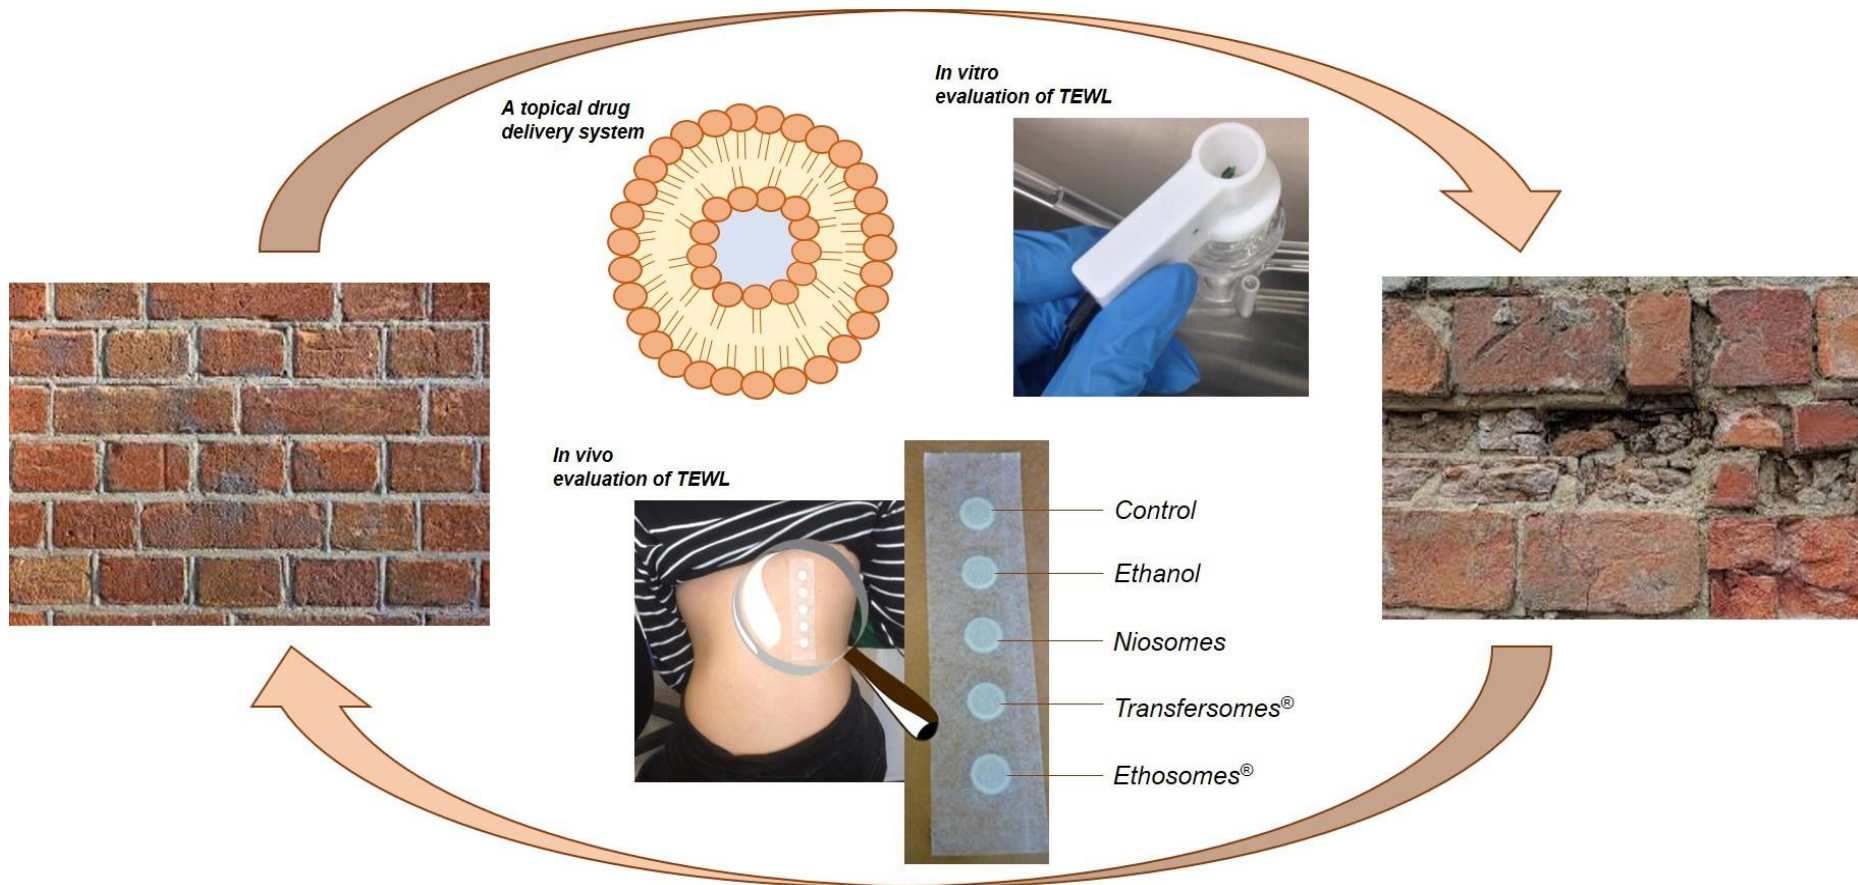 A topical drug
delivery system
In vitro
evaluation of TEWL
In vivo
evaluation of TEWL
Control
Ethanol
Niosomes
Transfersomes®
Ethosomes®